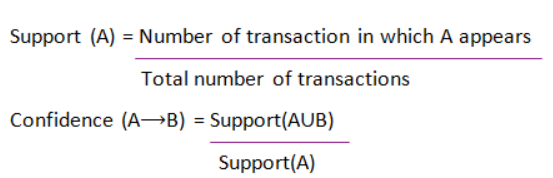 Support (A) = Number of transaction in which A appears
Total number of transactions
Confidence (A⟶B) = Support(AUB)
Support(A)